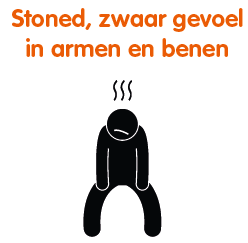 Stoned, zwaar gevoel
in armen en benen